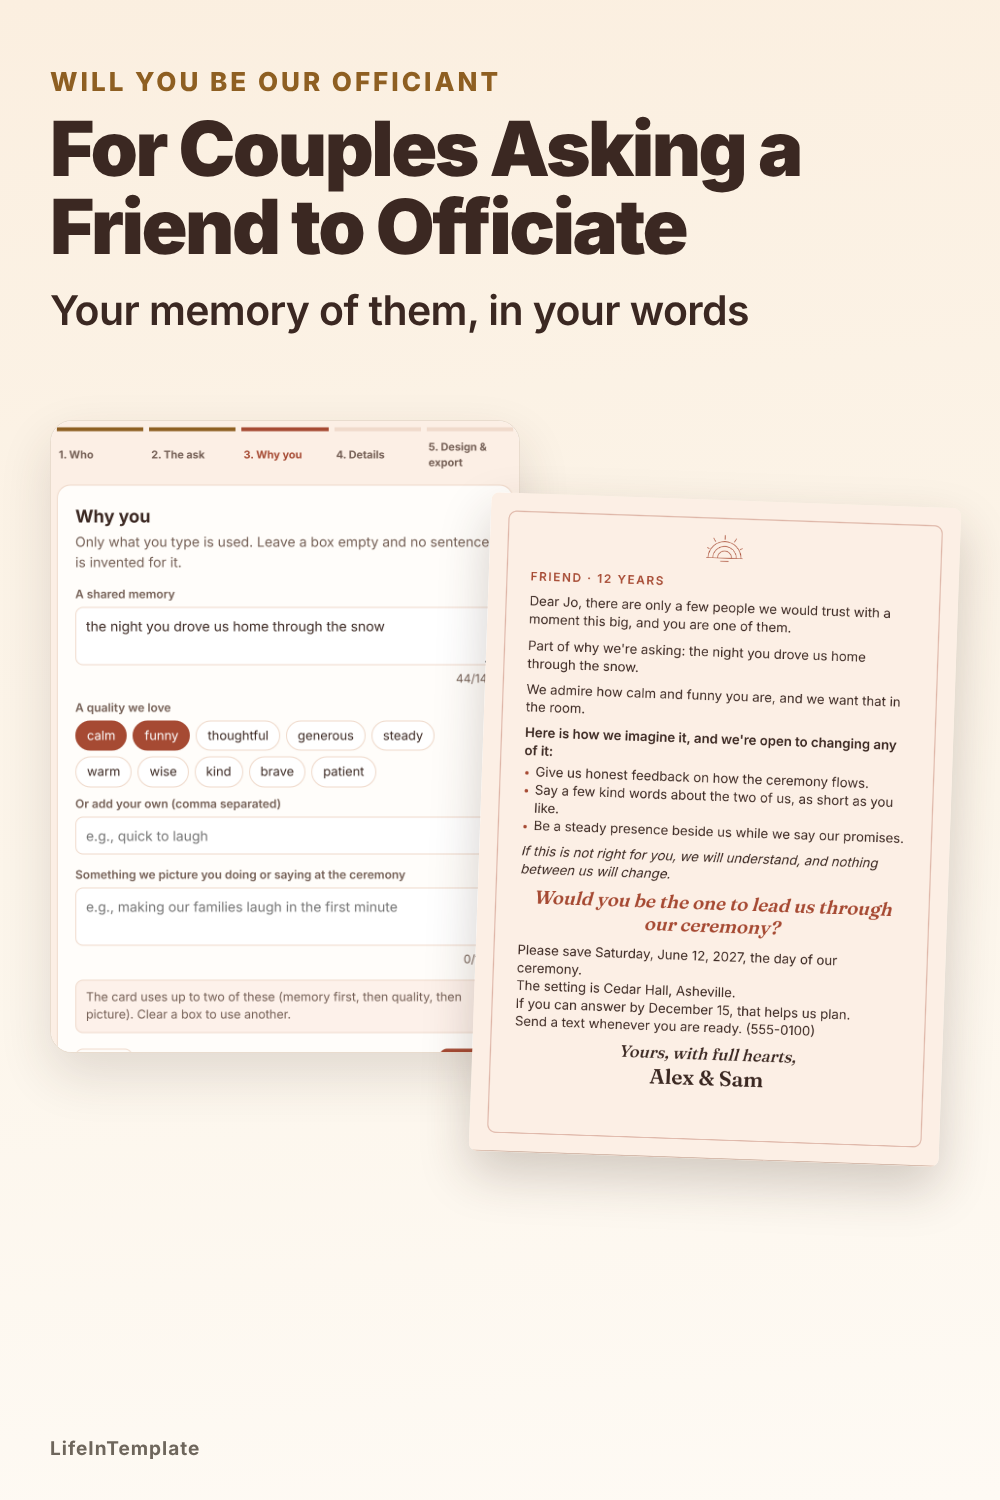 WILL YOU BE OUR OFFICIANT
For Couples Asking a
Friend to Officiate
Your memory of them, in your words
1. Who
2. The ask
3. Why you
4. Details
5. Design &
export
Why you
Only what you type is used. Leave a box empty and no sentence
is invented for it.
A shared memory
the night you drove us home through the snow
44/14
A quality we love
calm
funny
thoughtful
generous
steady
warm
wise
kind
brave
patient
Or add your own (comma separated)
e.g., quick to laugh
Something we picture you doing or saying at the ceremony
e.g., making our families laugh in the first minute
0/
The card uses up to two of these (memory first, then quality, then
picture). Clear a box to use another.
FRIEND · 12 YEARS
Dear Jo, there are only a few people we would trust with a
moment this big, and you are one of them.
Part of why we're asking: the night you drove us home
through the snow.
We admire how calm and funny you are, and we want that in
the room.
Here is how we imagine it, and we're open to changing any
of it:
• Give us honest feedback on how the ceremony flows.
• Say a few kind words about the two of us, as short as you
like.
• Be a steady presence beside us while we say our promises.
If this is not right for you, we will understand, and nothing
between us will change.
Would you be the one to lead us through
our ceremony?
Please save Saturday, June 12, 2027, the day of our
ceremony.
The setting is Cedar Hall, Asheville.
If you can answer by December 15, that helps us plan.
Send a text whenever you are ready. (555-0100)
Yours, with full hearts,
Alex & Sam
LifeInTemplate